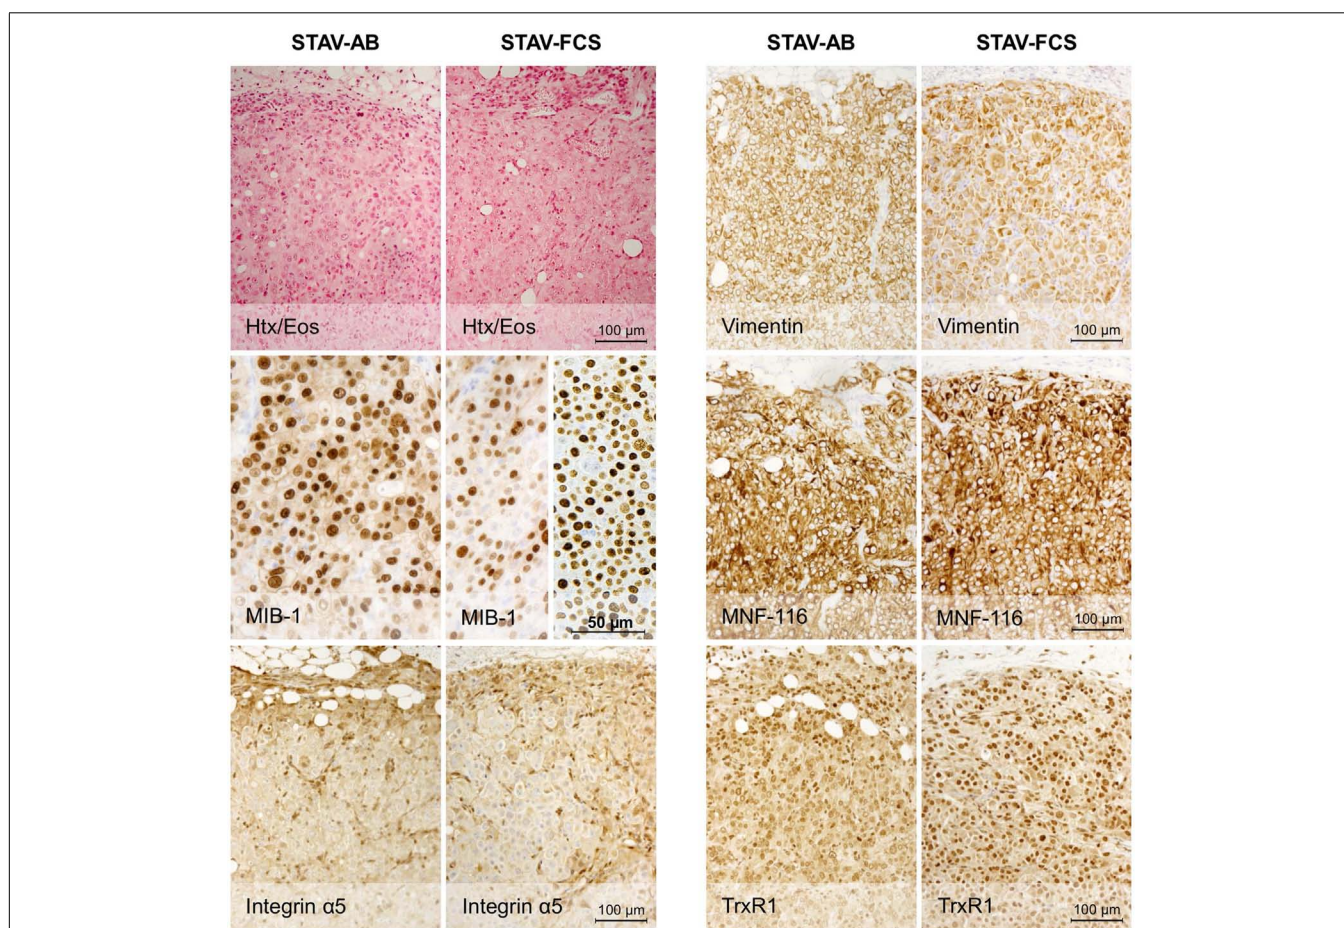 STAV-AB STAV-FCS STAV-AB STAV-FCS
Htx/Eos Htx/Eos 100 µm Vimentin Vimentin 100 µm
MIB-1 MIB-1 50 µm MNF-116 MNF-116 100 µm
Integrin α5 Integrin α5 100 µm TrxR1 TrxR1 100 µm